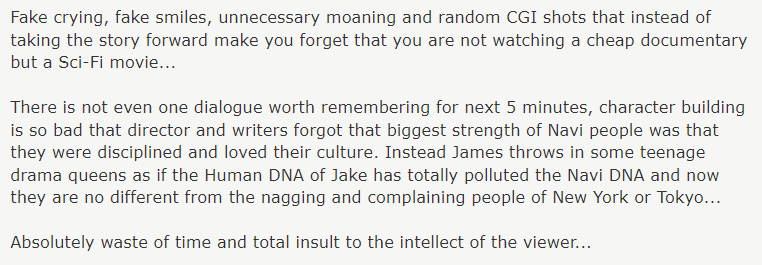 Fake crying, fake smiles, unnecessary moaning and random CGI shots that instead of
taking the story forward make you forget that you are not watching a cheap documentary
but a Sci-Fi movie...
There is not even one dialogue worth remembering for next 5 minutes, character building
is so bad that director and writers forgot that biggest strength of Navi people was that
they were disciplined and loved their culture. Instead James throws in some teenage
drama queens as if the Human DNA of Jake has totally polluted the Navi DNA and now
they are no different from the nagging and complaining people of New York or Tokyo...
Absolutely waste of time and total insult to the intellect of the viewer...